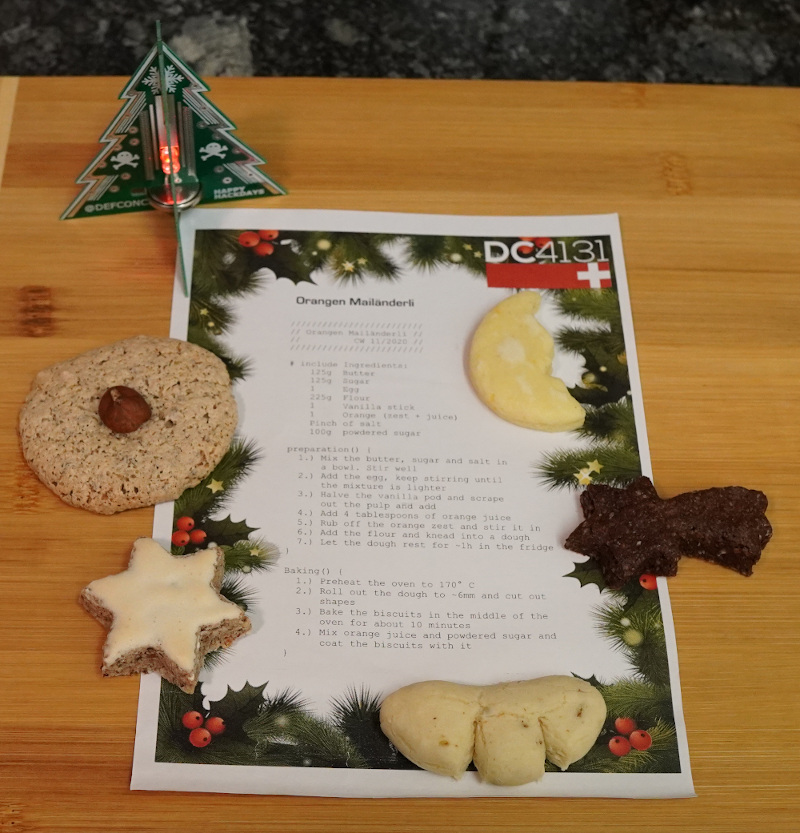 @DEFCON
HAPPY
HACKDAYS
DC4131
Orangen Mailänderli
////////////////////////
// Orangen Mailänderli //
// CW 11/2020
////////////////////////
# include Ingredients:
125g Butter
125g Sugar
1 Egg
225g Flour
1 Vanilla stick
1 Orange (zest + juice)
Pinch of salt
100g powdered sugar
preparation() {
1.) Mix the butter, sugar and salt in
a bowl. Stir well
2.) Add the egg, keep stirring until
the mixture is lighter
3.) Halve the vanilla pod and scrape
out the pulp and add
4.) Add 4 tablespoons of orange juice
5.) Rub off the orange zest and stir it in
6.) Add the flour and knead into a dough
7.) Let the dough rest for ~1h in the fridge
}
Baking() {
1.) Preheat the oven to 170° C
2.) Roll out the dough to ~6mm and cut out
shapes
3.) Bake the biscuits in the middle of the
oven for about 10 minutes
4.) Mix orange juice and powdered sugar and
coat the biscuits with it
}